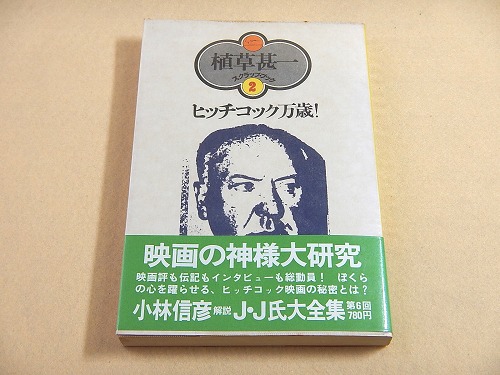 植草甚一
スクラップ・ブック
2
ヒッチコック万歳!
映画の神様大研究
映画評も伝記もインタビューも総動員! ぼくら
の心を躍らせる、ヒッチコック映画の秘密とは?
小林信彦 解説 J・J氏大全集 第6回 780円